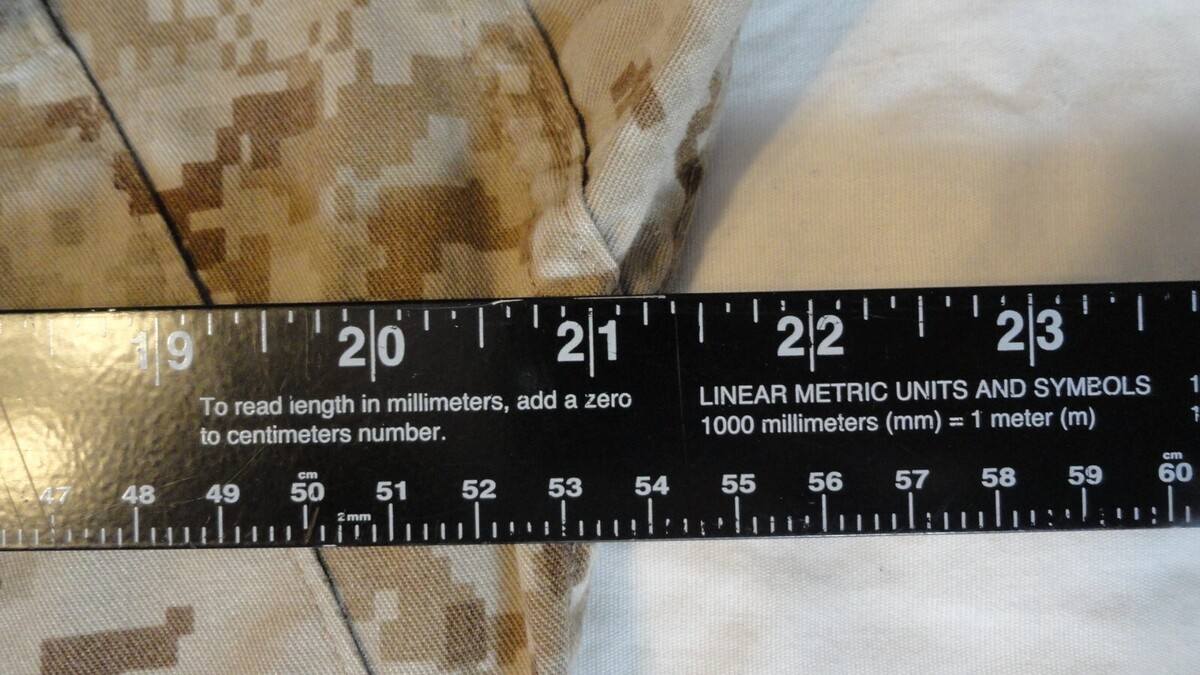 19 20 21 22 23
To read length in millimeters, add a zero
to centimeters number.
LINEAR METRIC UNITS AND SYMBOLS
1000 millimeters (mm) = 1 meter (m)
cm cm
47 48 49 50 51 52 53 54 55 56 57 58 59 60
2mm